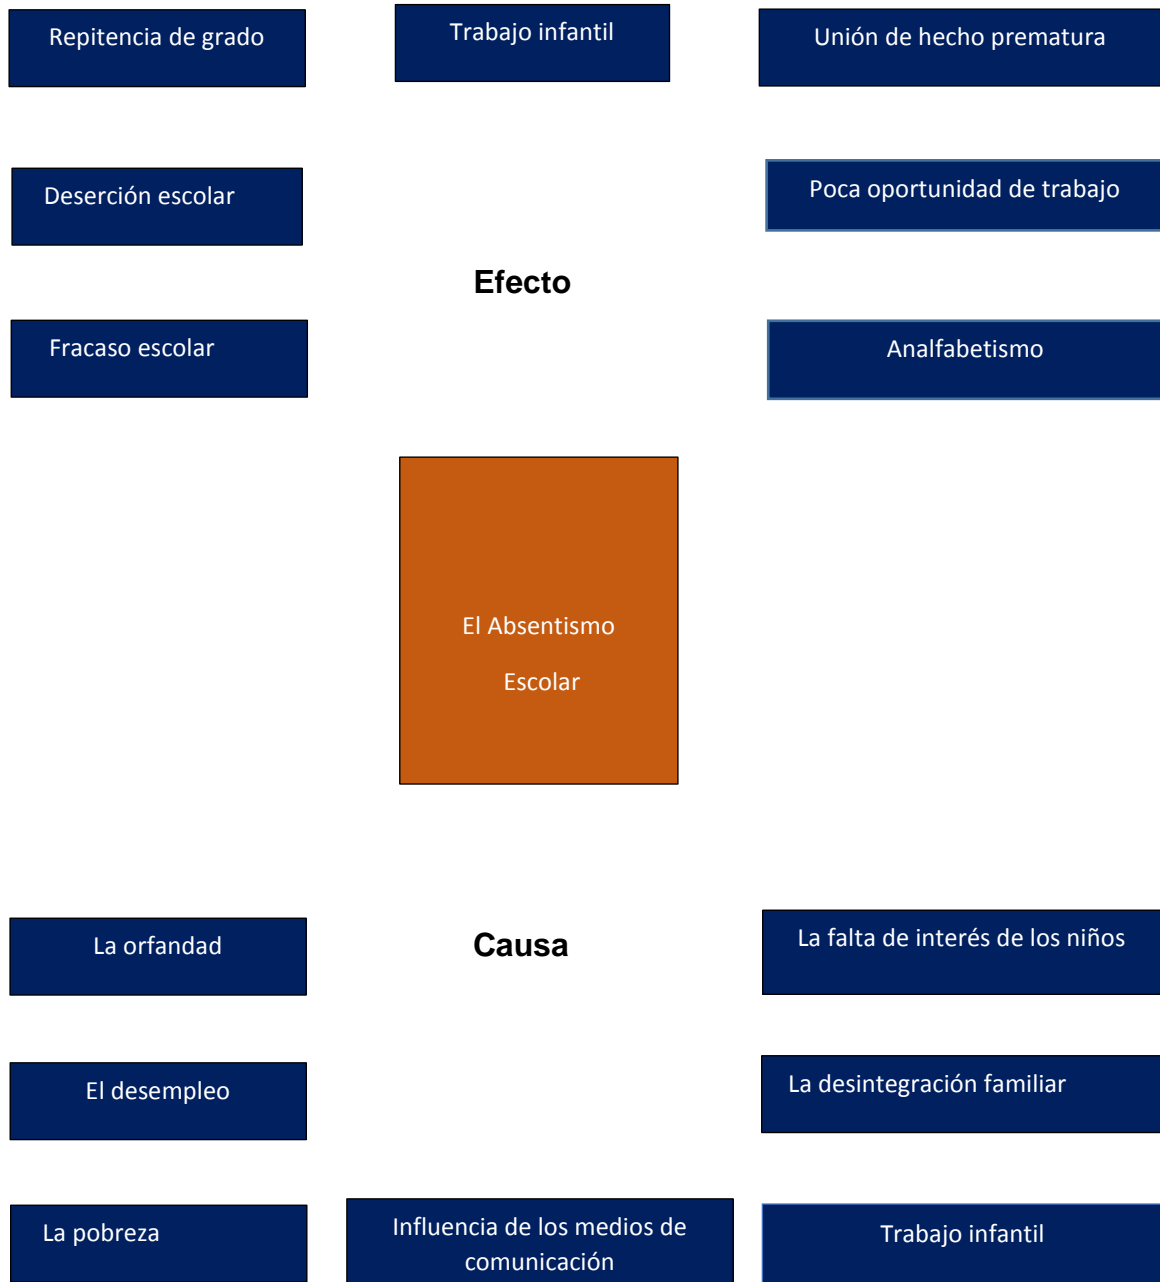 Repitencia de grado
Trabajo infantil
Unión de hecho prematura
Deserción escolar
Poca oportunidad de trabajo
Efecto
Fracaso escolar
Analfabetismo
El Absentismo
Escolar
La orfandad
Causa
La falta de interés de los niños
El desempleo
La desintegración familiar
La pobreza
Influencia de los medios de
comunicación
Trabajo infantil